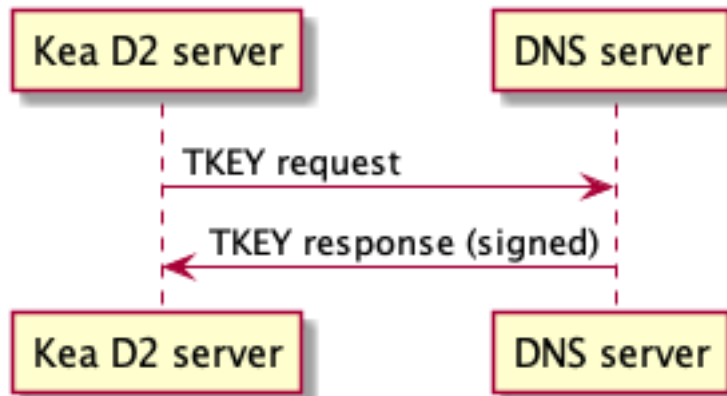 Kea D2 server
DNS server
TKEY request
TKEY response (signed)
Kea D2 server
DNS server